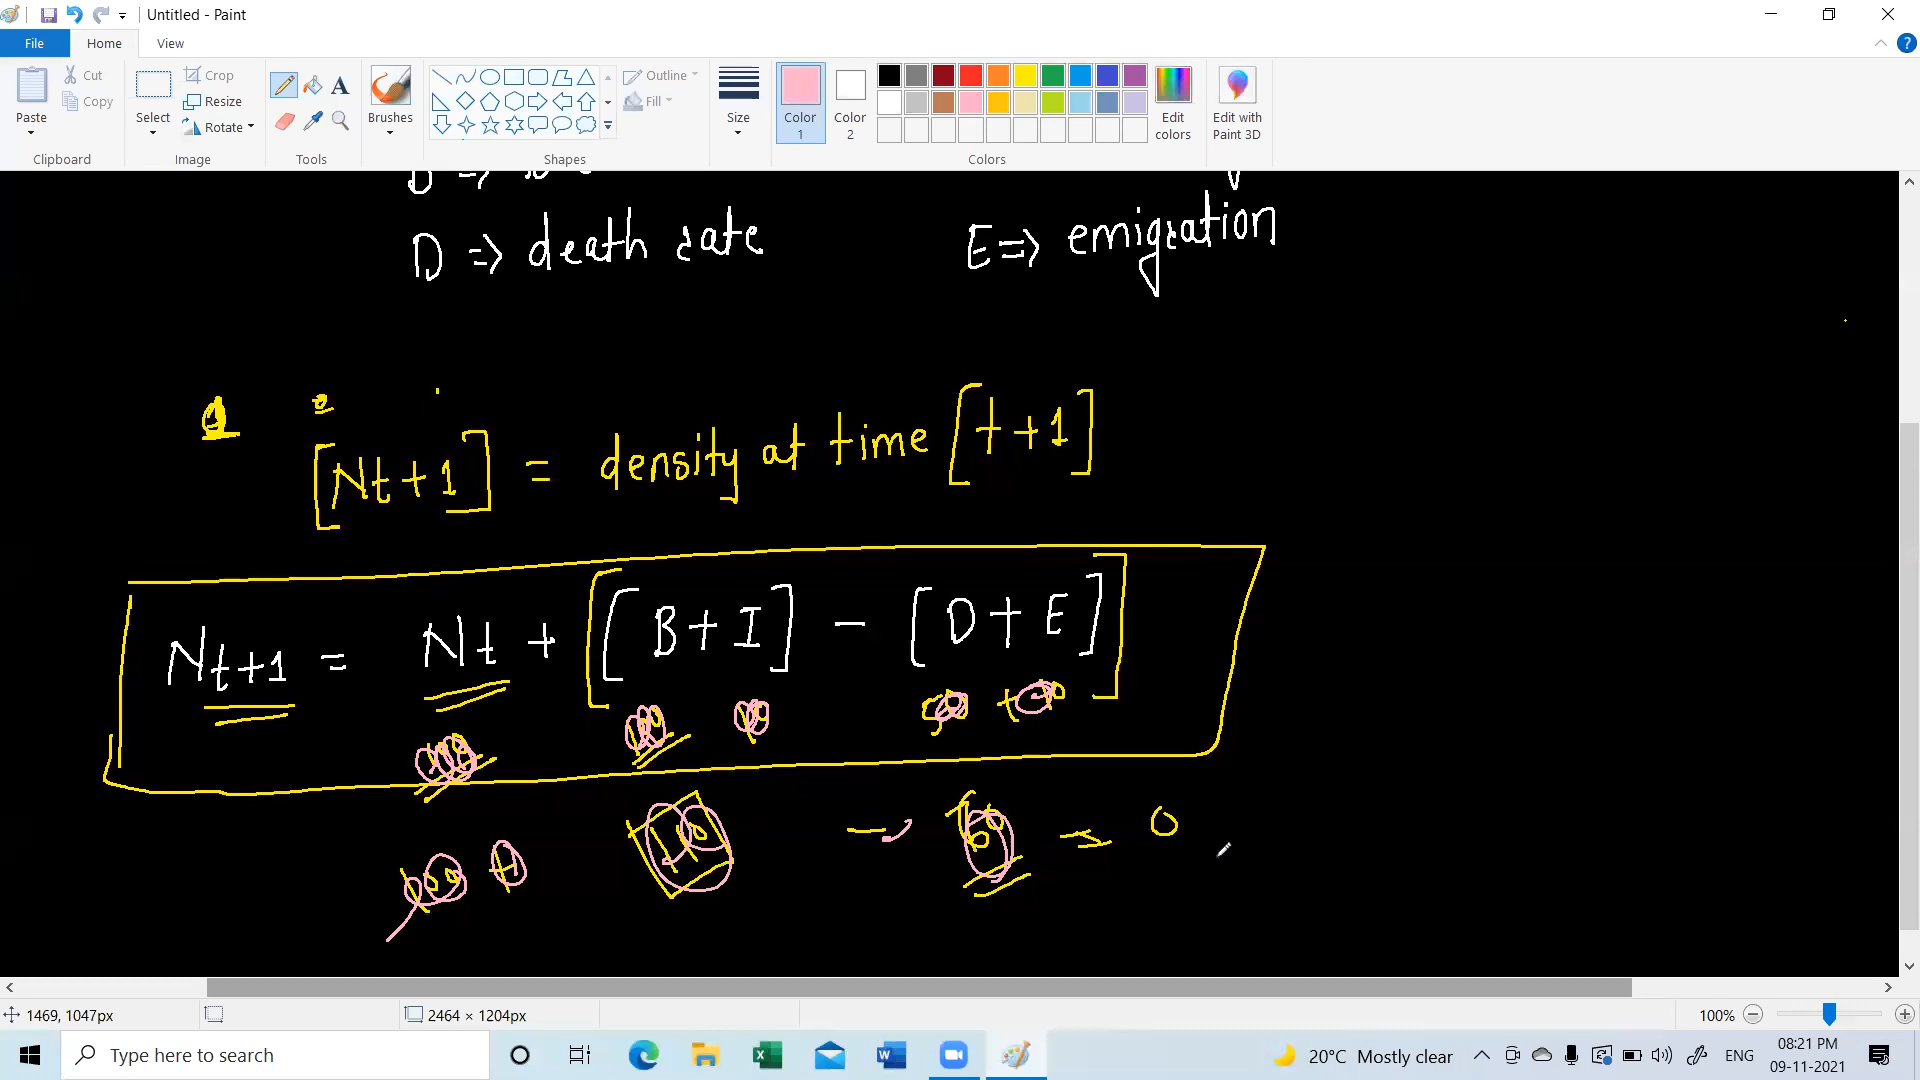 Untitled - Paint
File Home View
Paste
Cut
Copy
Clipboard
Select
Crop
Resize
Rotate
Image
Tools
Brushes
Outline
Fill
Shapes
Size
Color 1
Color 2
Edit colors
Edit with Paint 3D
Colors
D => death rate E => emigration
[Nt+1] = density at time [t+1]
Nt+1 = Nt + [[B+I] - [D+E]]
1469, 1047px 2464 × 1204px 100%
Type here to search 20°C Mostly clear ENG 08:21 PM
09-11-2021